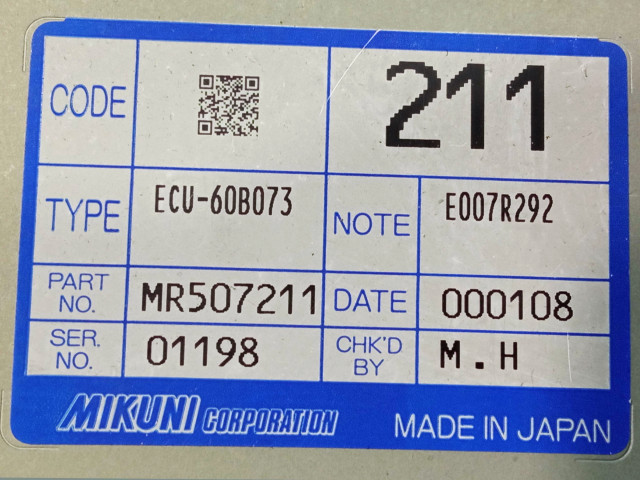 CODE 211
TYPE ECU-60B073 NOTE E007R292
PART NO. MR507211 DATE 000108
SER. NO. 01198 CHK'D BY M.H
MIKUNI CORPORATION MADE IN JAPAN